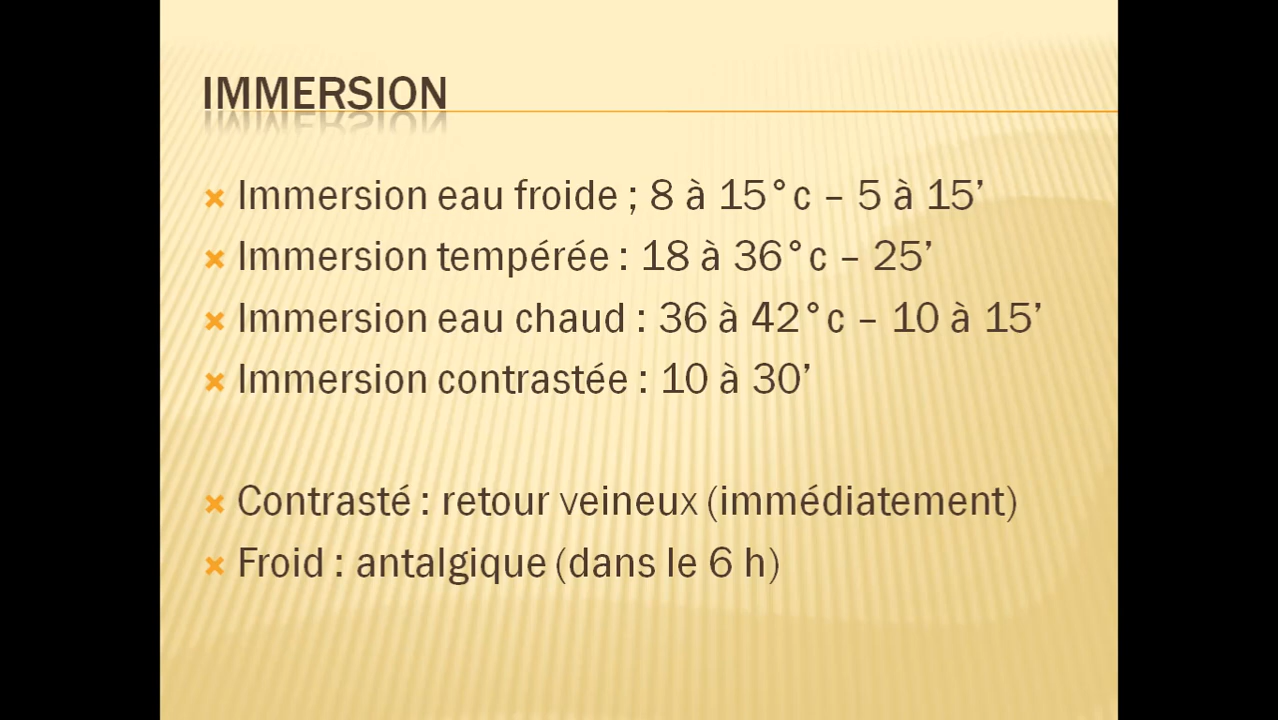 IMMERSION
Immersion eau froide ; 8 à 15°c – 5 à 15’
Immersion tempérée : 18 à 36°c – 25’
Immersion eau chaud : 36 à 42°c – 10 à 15’
Immersion contrastée : 10 à 30’
Contrasté : retour veineux (immédiatement)
Froid : antalgique (dans le 6 h)